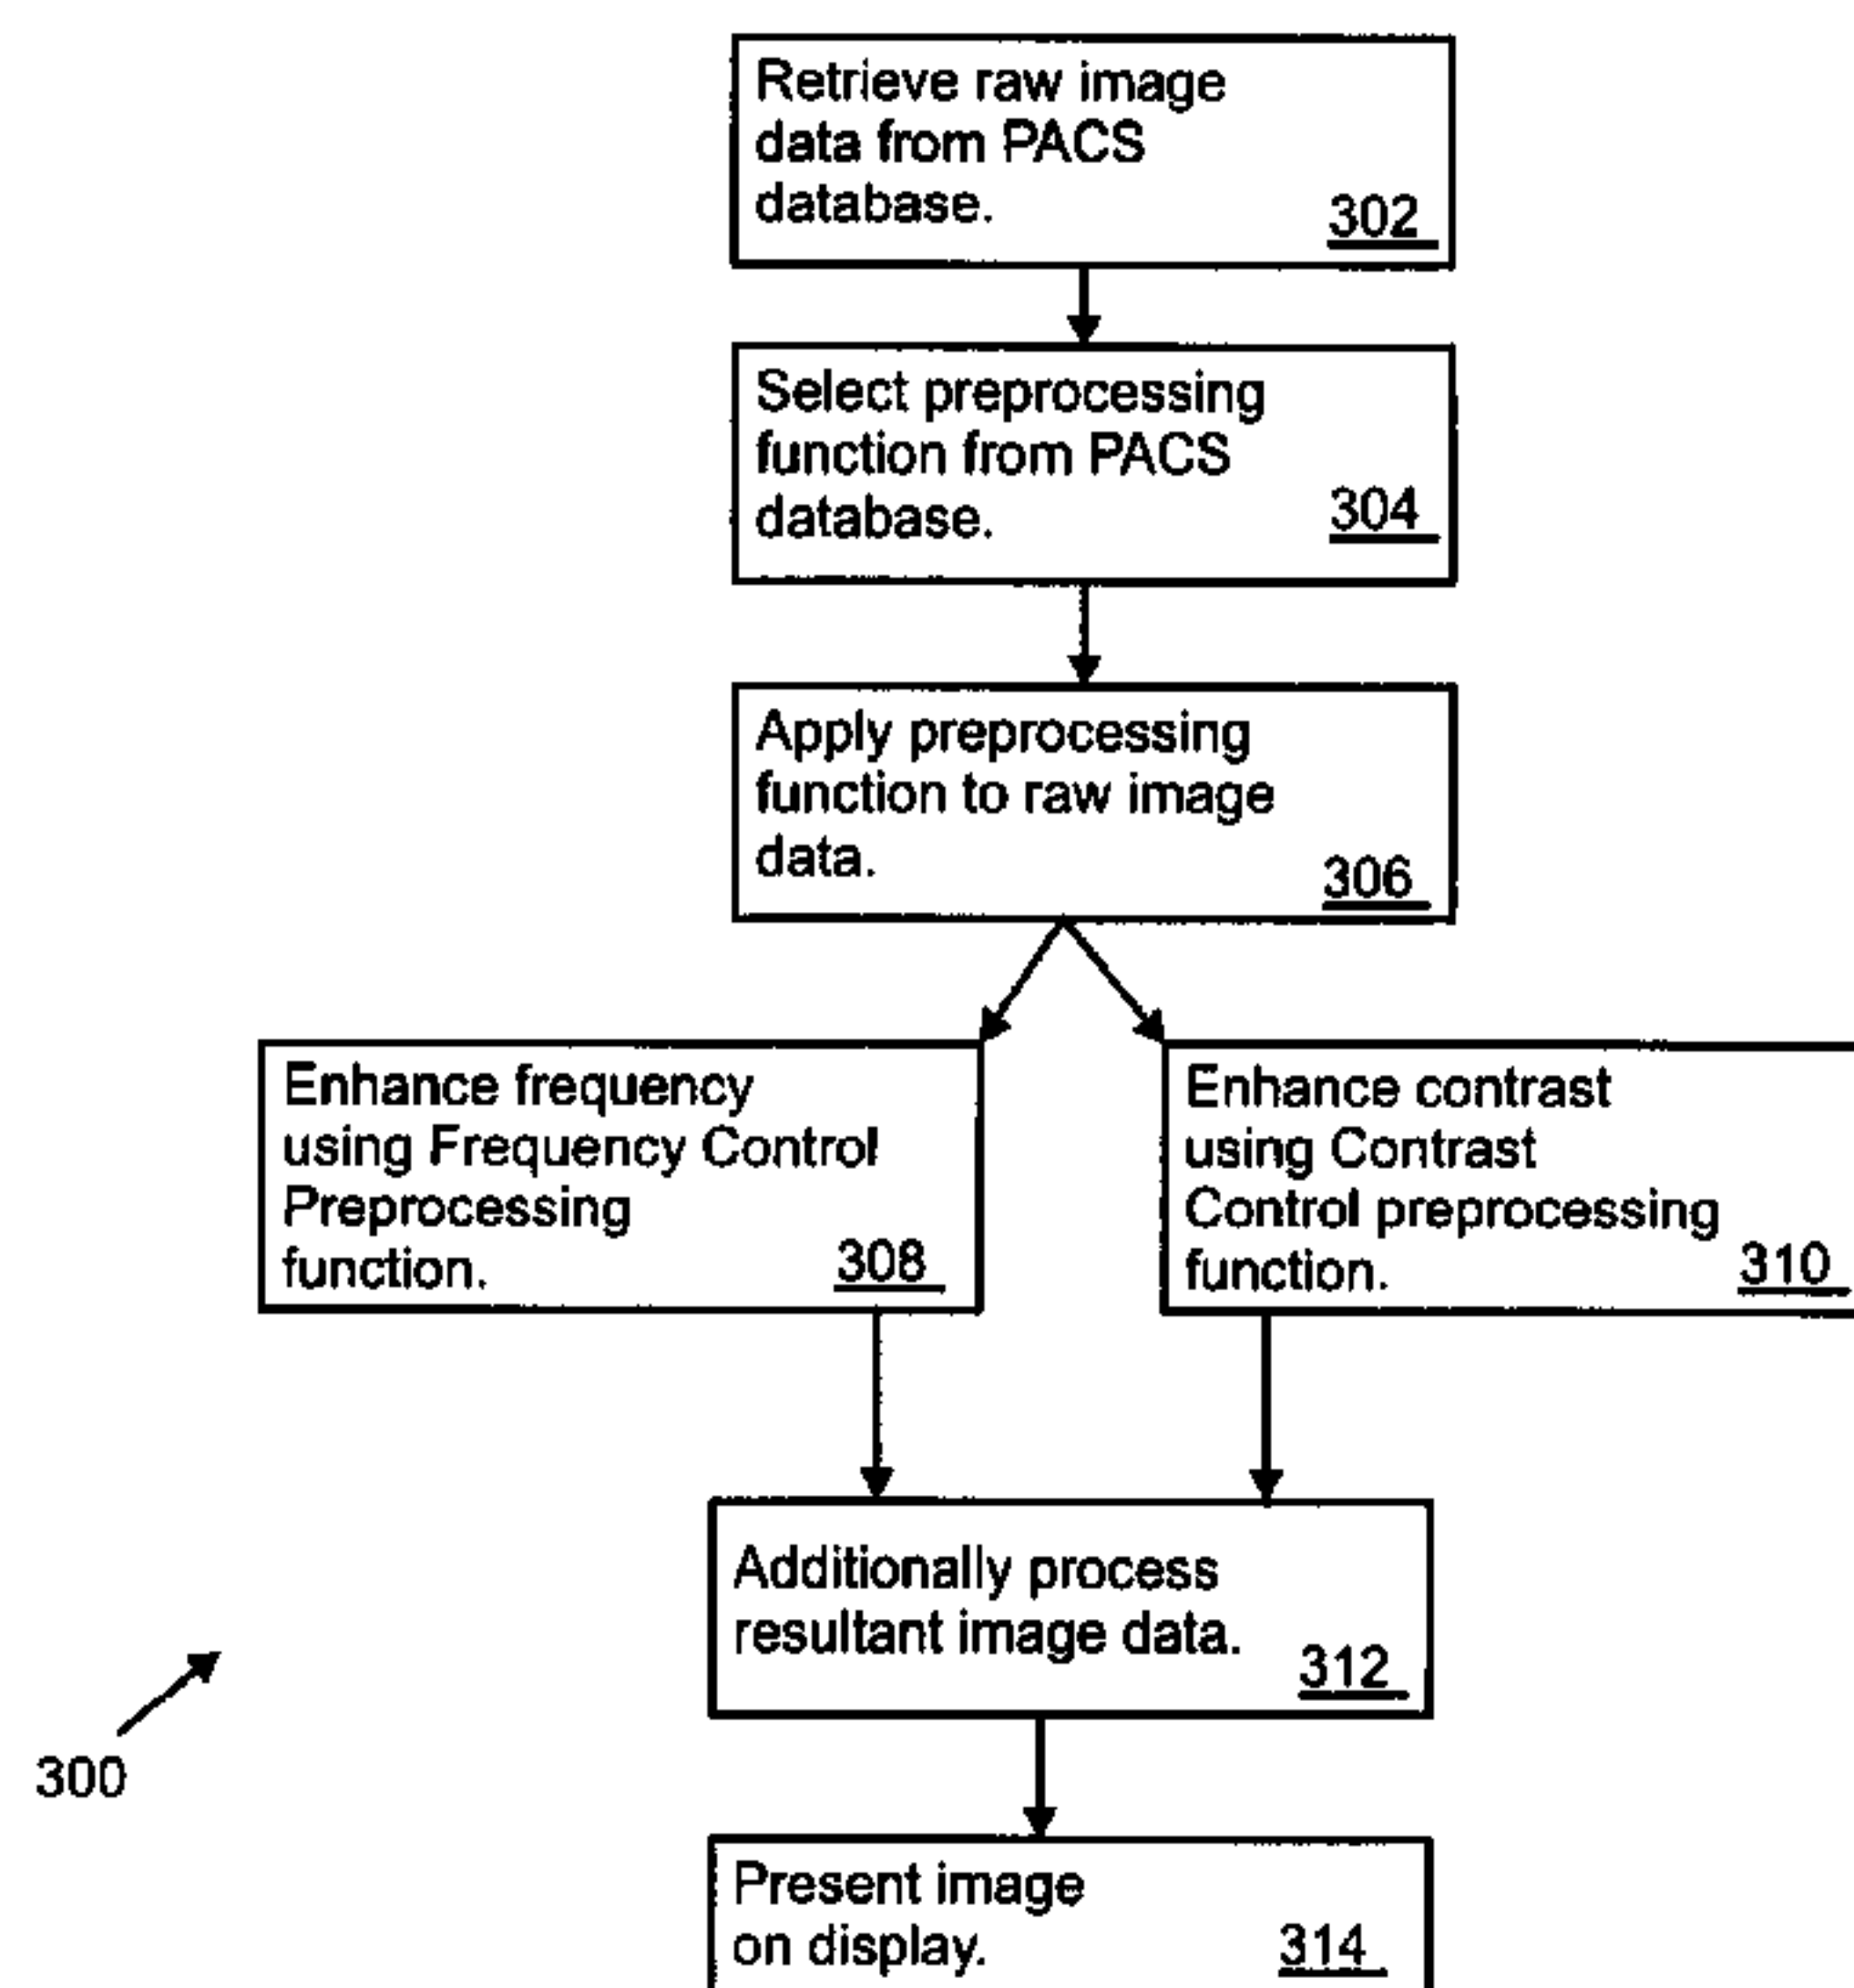 Retrieve raw image
data from PACS
database.
302
Select preprocessing
function from PACS
database.
304
Apply preprocessing
function to raw image
data.
306
Enhance frequency
using Frequency Control
Preprocessing
function.
308
Enhance contrast
using Contrast
Control preprocessing
function.
310
Additionally process
resultant image data.
312
300
Present image
on display.
314